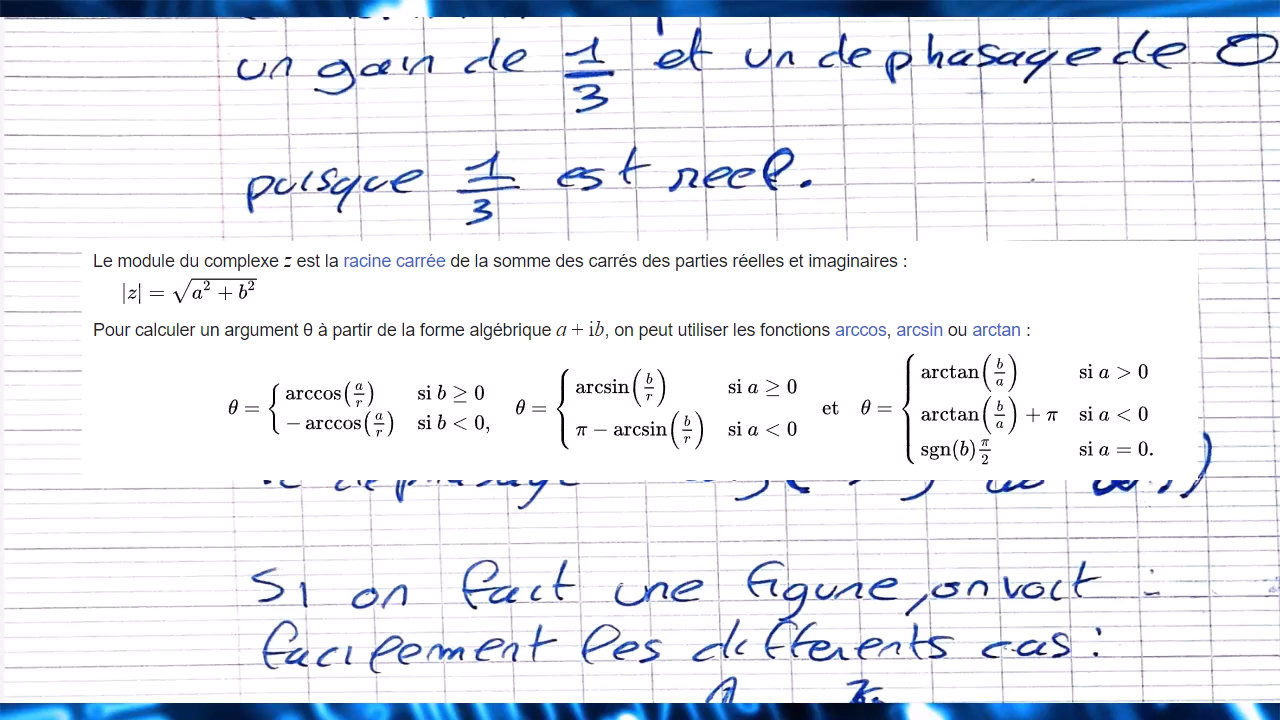 un gain de 1/3 et un dephasage de 0
puisque 1/3 est reel.
Le module du complexe z est la racine carrée de la somme des carrés des parties réelles et imaginaires :
|z| = √(a² + b²)
Pour calculer un argument θ à partir de la forme algébrique a + ib, on peut utiliser les fonctions arccos, arcsin ou arctan :
θ = { arccos(a/r) si b ≥ 0
− arccos(a/r) si b < 0,
θ = { arcsin(b/r) si a ≥ 0
π − arcsin(b/r) si a < 0
et θ = { arctan(b/a) si a > 0
arctan(b/a) + π si a < 0
sgn(b) π/2 si a = 0.
Si on fait une figure, on voit
facilement les differents cas :